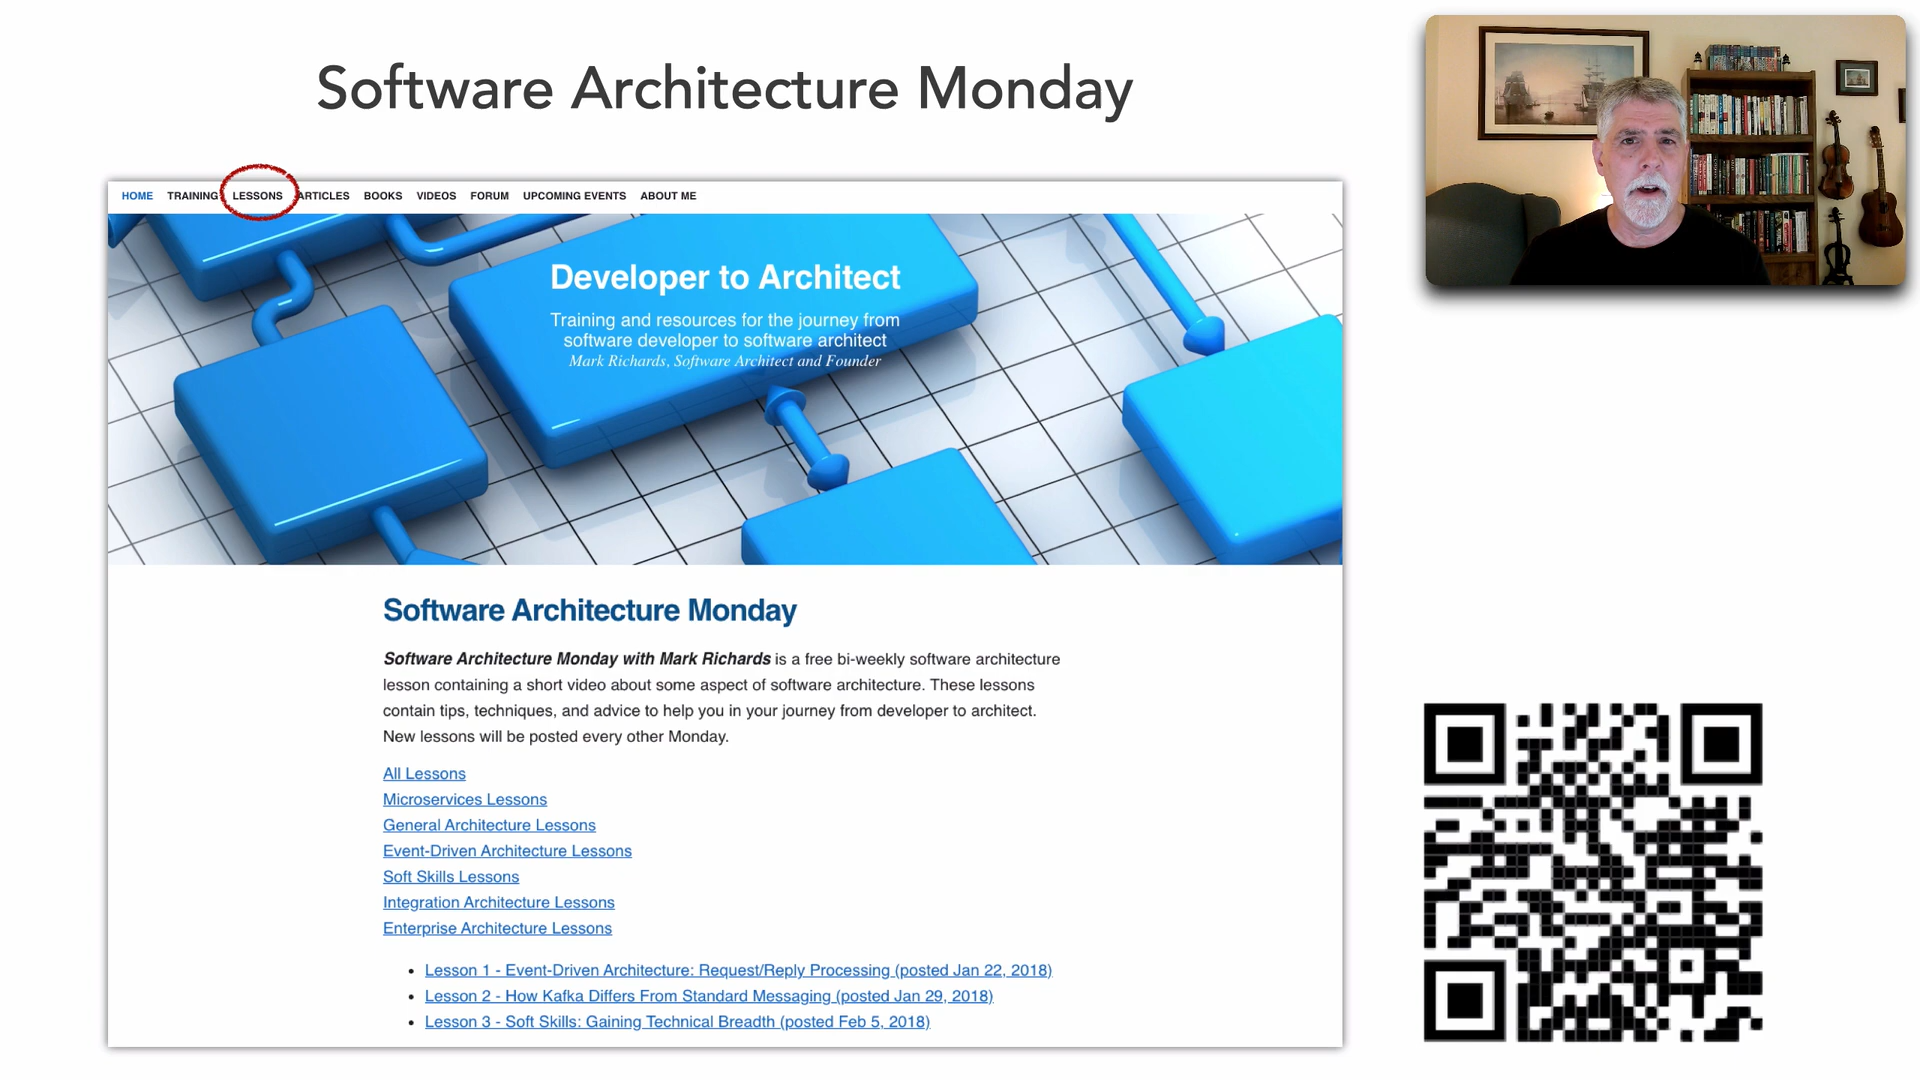 Software Architecture Monday
HOME TRAINING LESSONS ARTICLES BOOKS VIDEOS FORUM UPCOMING EVENTS ABOUT ME
Developer to Architect
Training and resources for the journey from
software developer to software architect
Mark Richards, Software Architect and Founder
Software Architecture Monday
Software Architecture Monday with Mark Richards is a free bi-weekly software architecture
lesson containing a short video about some aspect of software architecture. These lessons
contain tips, techniques, and advice to help you in your journey from developer to architect.
New lessons will be posted every other Monday.
All Lessons
Microservices Lessons
General Architecture Lessons
Event-Driven Architecture Lessons
Soft Skills Lessons
Integration Architecture Lessons
Enterprise Architecture Lessons
• Lesson 1 - Event-Driven Architecture: Request/Reply Processing (posted Jan 22, 2018)
• Lesson 2 - How Kafka Differs From Standard Messaging (posted Jan 29, 2018)
• Lesson 3 - Soft Skills: Gaining Technical Breadth (posted Feb 5, 2018)